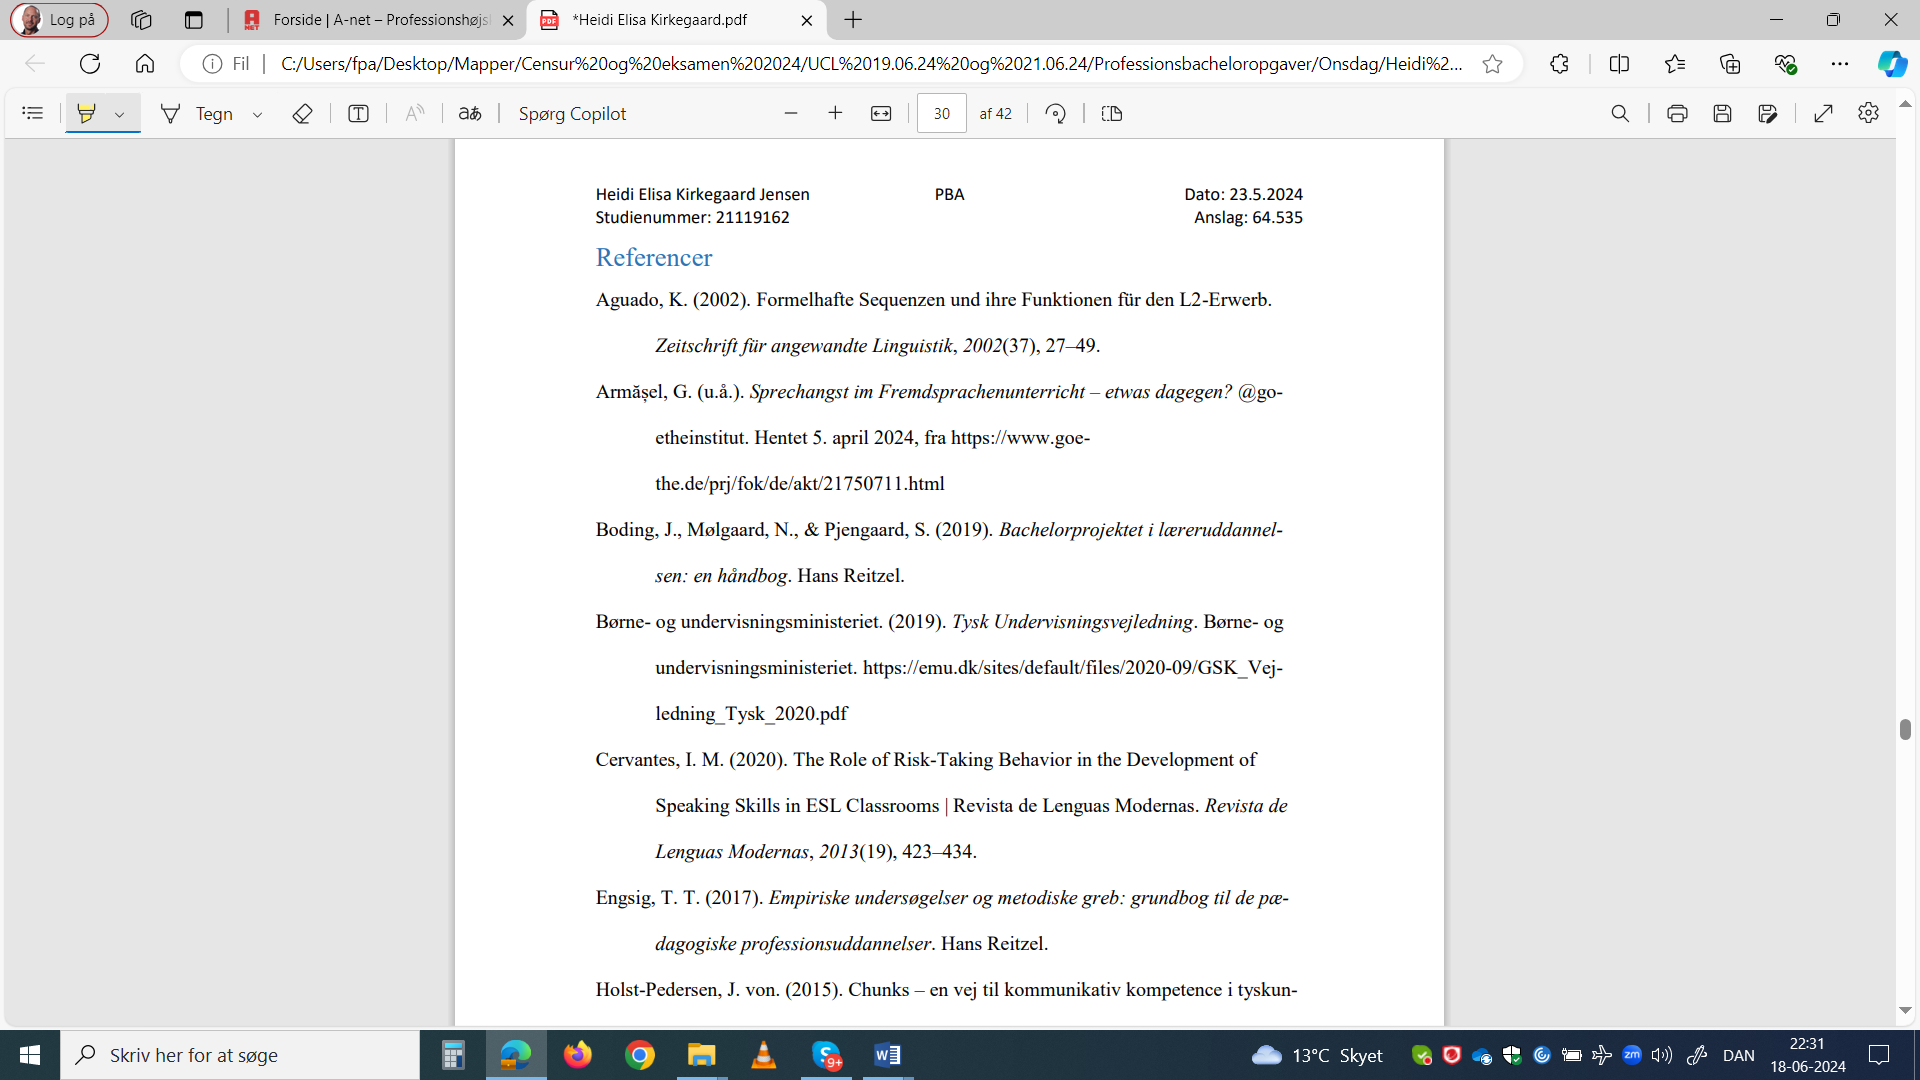 Log på
Forside | A-net – Professionshøjs
*Heidi Elisa Kirkegaard.pdf
Fil
C:/Users/fpa/Desktop/Mapper/Censur%20og%20eksamen%202024/UCL%2019.06.24%20og%2021.06.24/Professionsbacheloropgaver/Onsdag/Heidi%2...
Tegn
aあ
Spørg Copilot
30
af 42
Heidi Elisa Kirkegaard Jensen PBA Dato: 23.5.2024
Studienummer: 21119162 Anslag: 64.535
Referencer
Aguado, K. (2002). Formelhafte Sequenzen und ihre Funktionen für den L2-Erwerb.
Zeitschrift für angewandte Linguistik, 2002(37), 27–49.
Armășel, G. (u.å.). Sprechangst im Fremdsprachenunterricht – etwas dagegen? @go-
etheinstitut. Hentet 5. april 2024, fra https://www.goe-
the.de/prj/fok/de/akt/21750711.html
Boding, J., Mølgaard, N., & Pjengaard, S. (2019). Bachelorprojektet i læreruddannel-
sen: en håndbog. Hans Reitzel.
Børne- og undervisningsministeriet. (2019). Tysk Undervisningsvejledning. Børne- og
undervisningsministeriet. https://emu.dk/sites/default/files/2020-09/GSK_Vej-
ledning_Tysk_2020.pdf
Cervantes, I. M. (2020). The Role of Risk-Taking Behavior in the Development of
Speaking Skills in ESL Classrooms | Revista de Lenguas Modernas. Revista de
Lenguas Modernas, 2013(19), 423–434.
Engsig, T. T. (2017). Empiriske undersøgelser og metodiske greb: grundbog til de pæ-
dagogiske professionsuddannelser. Hans Reitzel.
Holst-Pedersen, J. von. (2015). Chunks – en vej til kommunikativ kompetence i tyskun-
Skriv her for at søge
9+
13°C Skyet
zm
DAN
22:31
18-06-2024